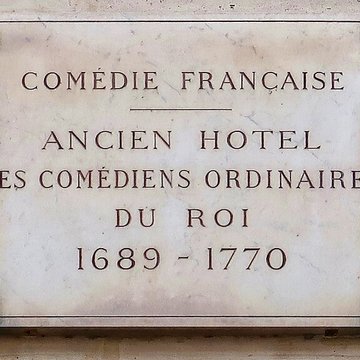 COMÉDIE FRANÇAISE
ANCIEN HOTEL
ES COMÉDIENS ORDINAIRE
DU ROI
1689 - 1770